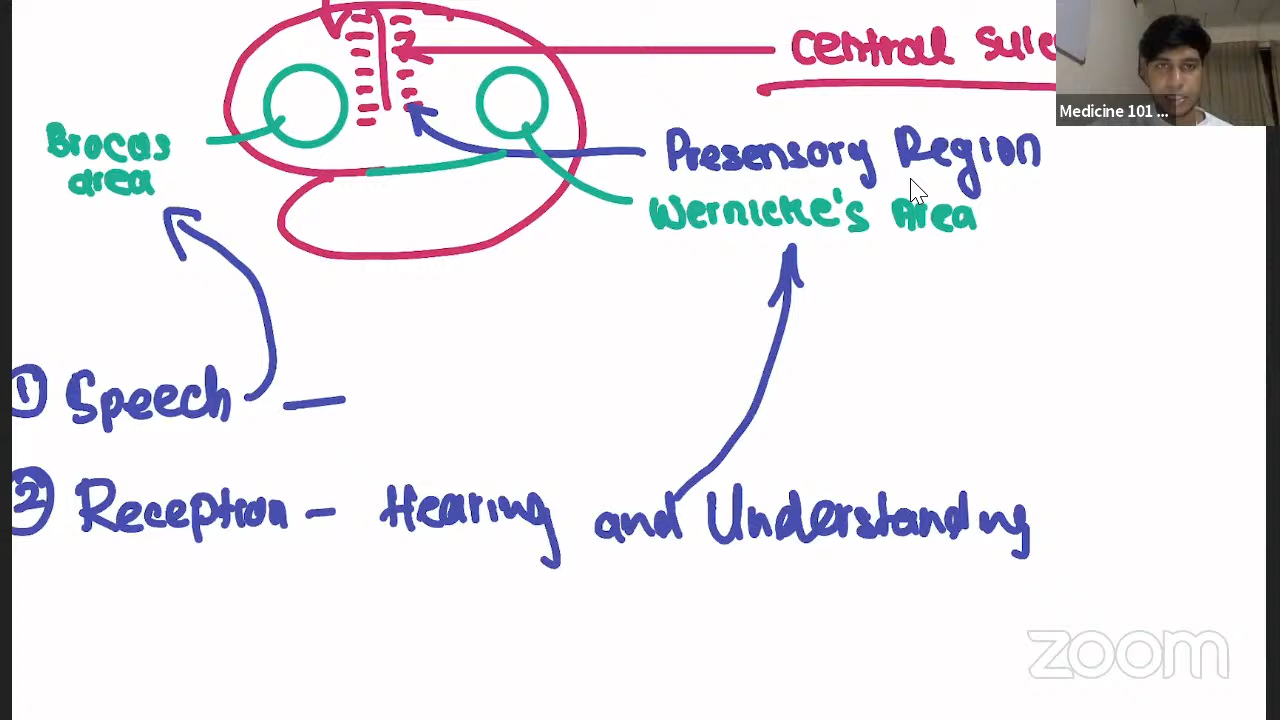 Central Sulc
Medicine 101 ...
Brocas
area
Presensory Region
Wernicke's Area
① Speech —
② Reception - Hearing and Understanding
zoom